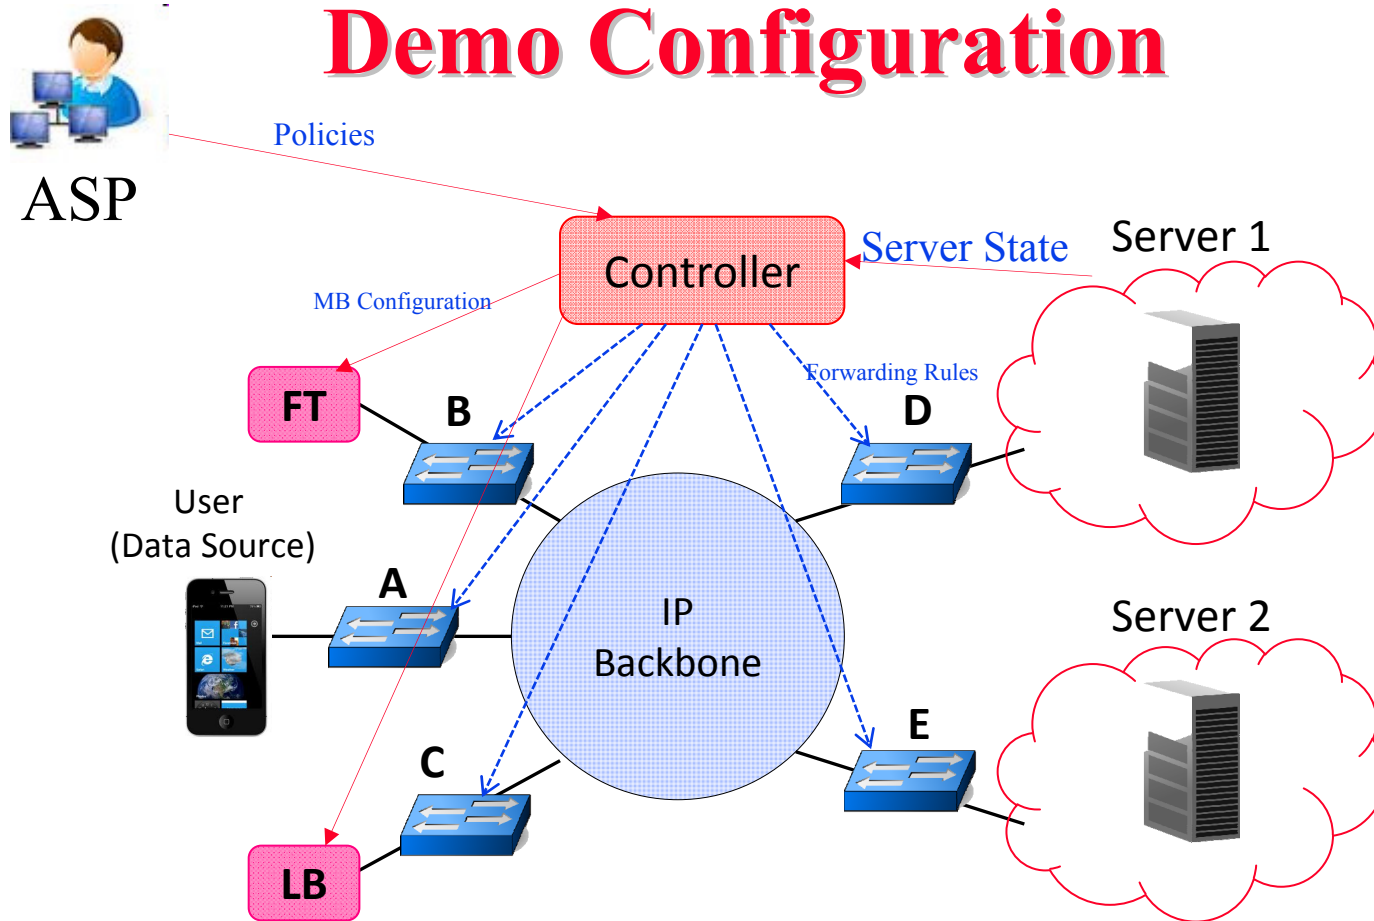 Demo Configuration
Policies
ASP
Server 1
Server State
Controller
MB Configuration
Forwarding Rules
FT
B
D
User
(Data Source)
A
IP
Backbone
Server 2
E
C
LB